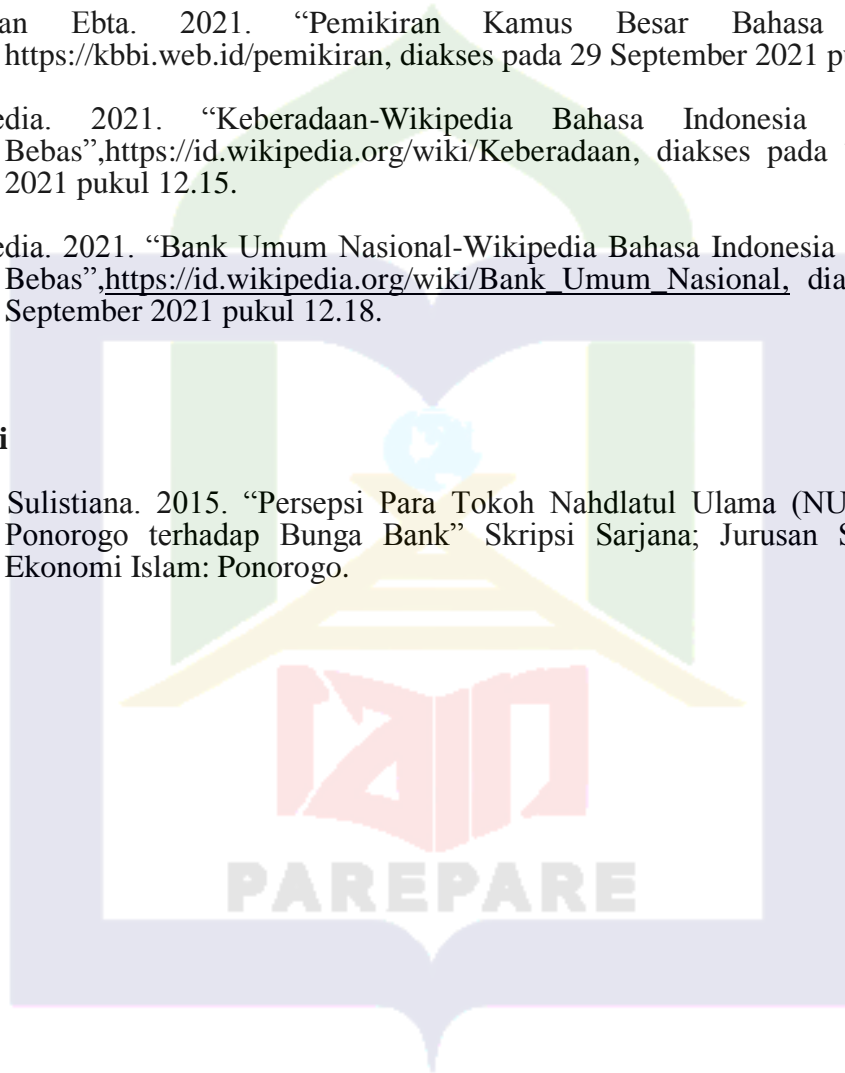 an Ebta. 2021. “Pemikiran Kamus Besar Bahasa
https://kbbi.web.id/pemikiran, diakses pada 29 September 2021 pu
edia. 2021. “Keberadaan-Wikipedia Bahasa Indonesia
Bebas”,https://id.wikipedia.org/wiki/Keberadaan, diakses pada
2021 pukul 12.15.
edia. 2021. “Bank Umum Nasional-Wikipedia Bahasa Indonesia
Bebas”,https://id.wikipedia.org/wiki/Bank_Umum_Nasional, dia
September 2021 pukul 12.18.
i
Sulistiana. 2015. “Persepsi Para Tokoh Nahdlatul Ulama (NU
Ponorogo terhadap Bunga Bank” Skripsi Sarjana; Jurusan S
Ekonomi Islam: Ponorogo.
iain
PAREPARE